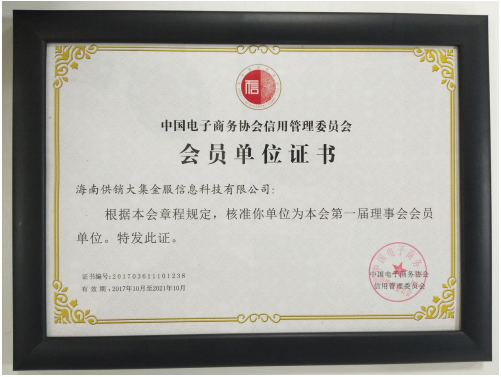 信
中国电子商务协会信用管理委员会
会员单位证书
海南供销大集金服信息科技有限公司:
根据本会章程规定，核准你单位为本会第一届理事会会员
单位。特发此证。
证书编号:201703611101238
有 效 期：2017年10月至2021年10月
中国电子商务协会
信用管理委员会